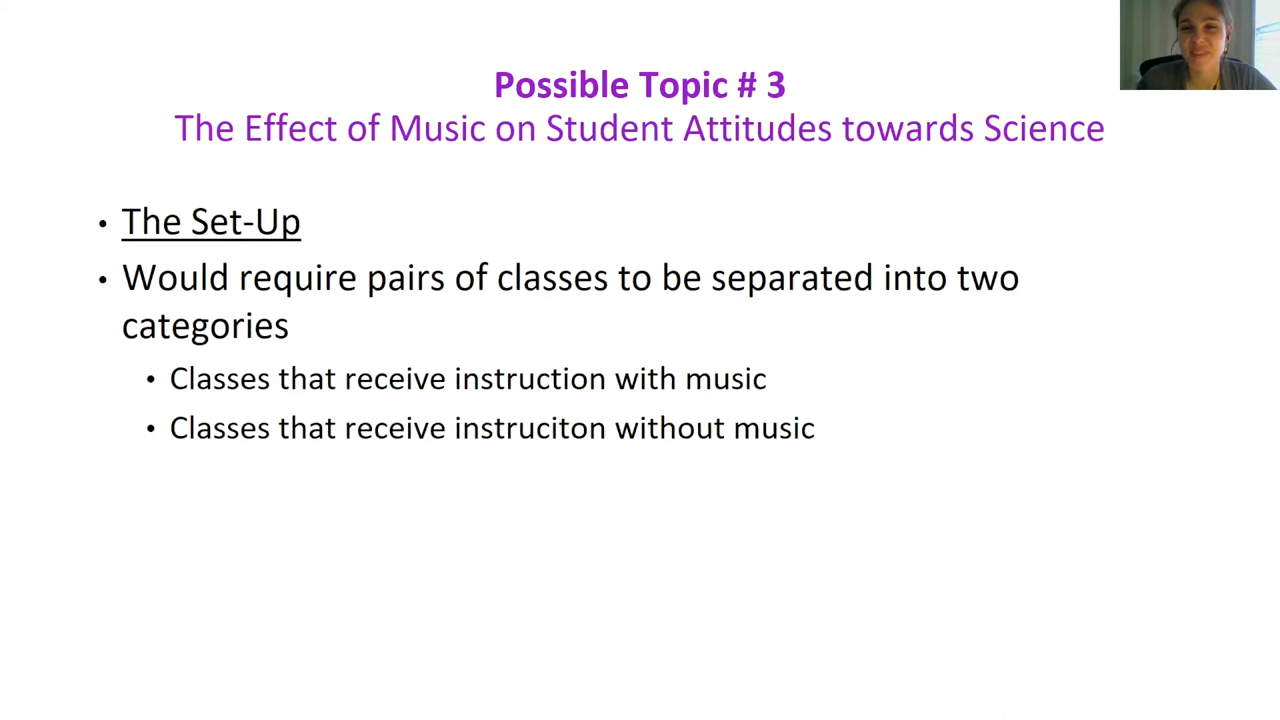 Possible Topic # 3
The Effect of Music on Student Attitudes towards Science
• The Set-Up
• Would require pairs of classes to be separated into two
categories
• Classes that receive instruction with music
• Classes that receive instruciton without music